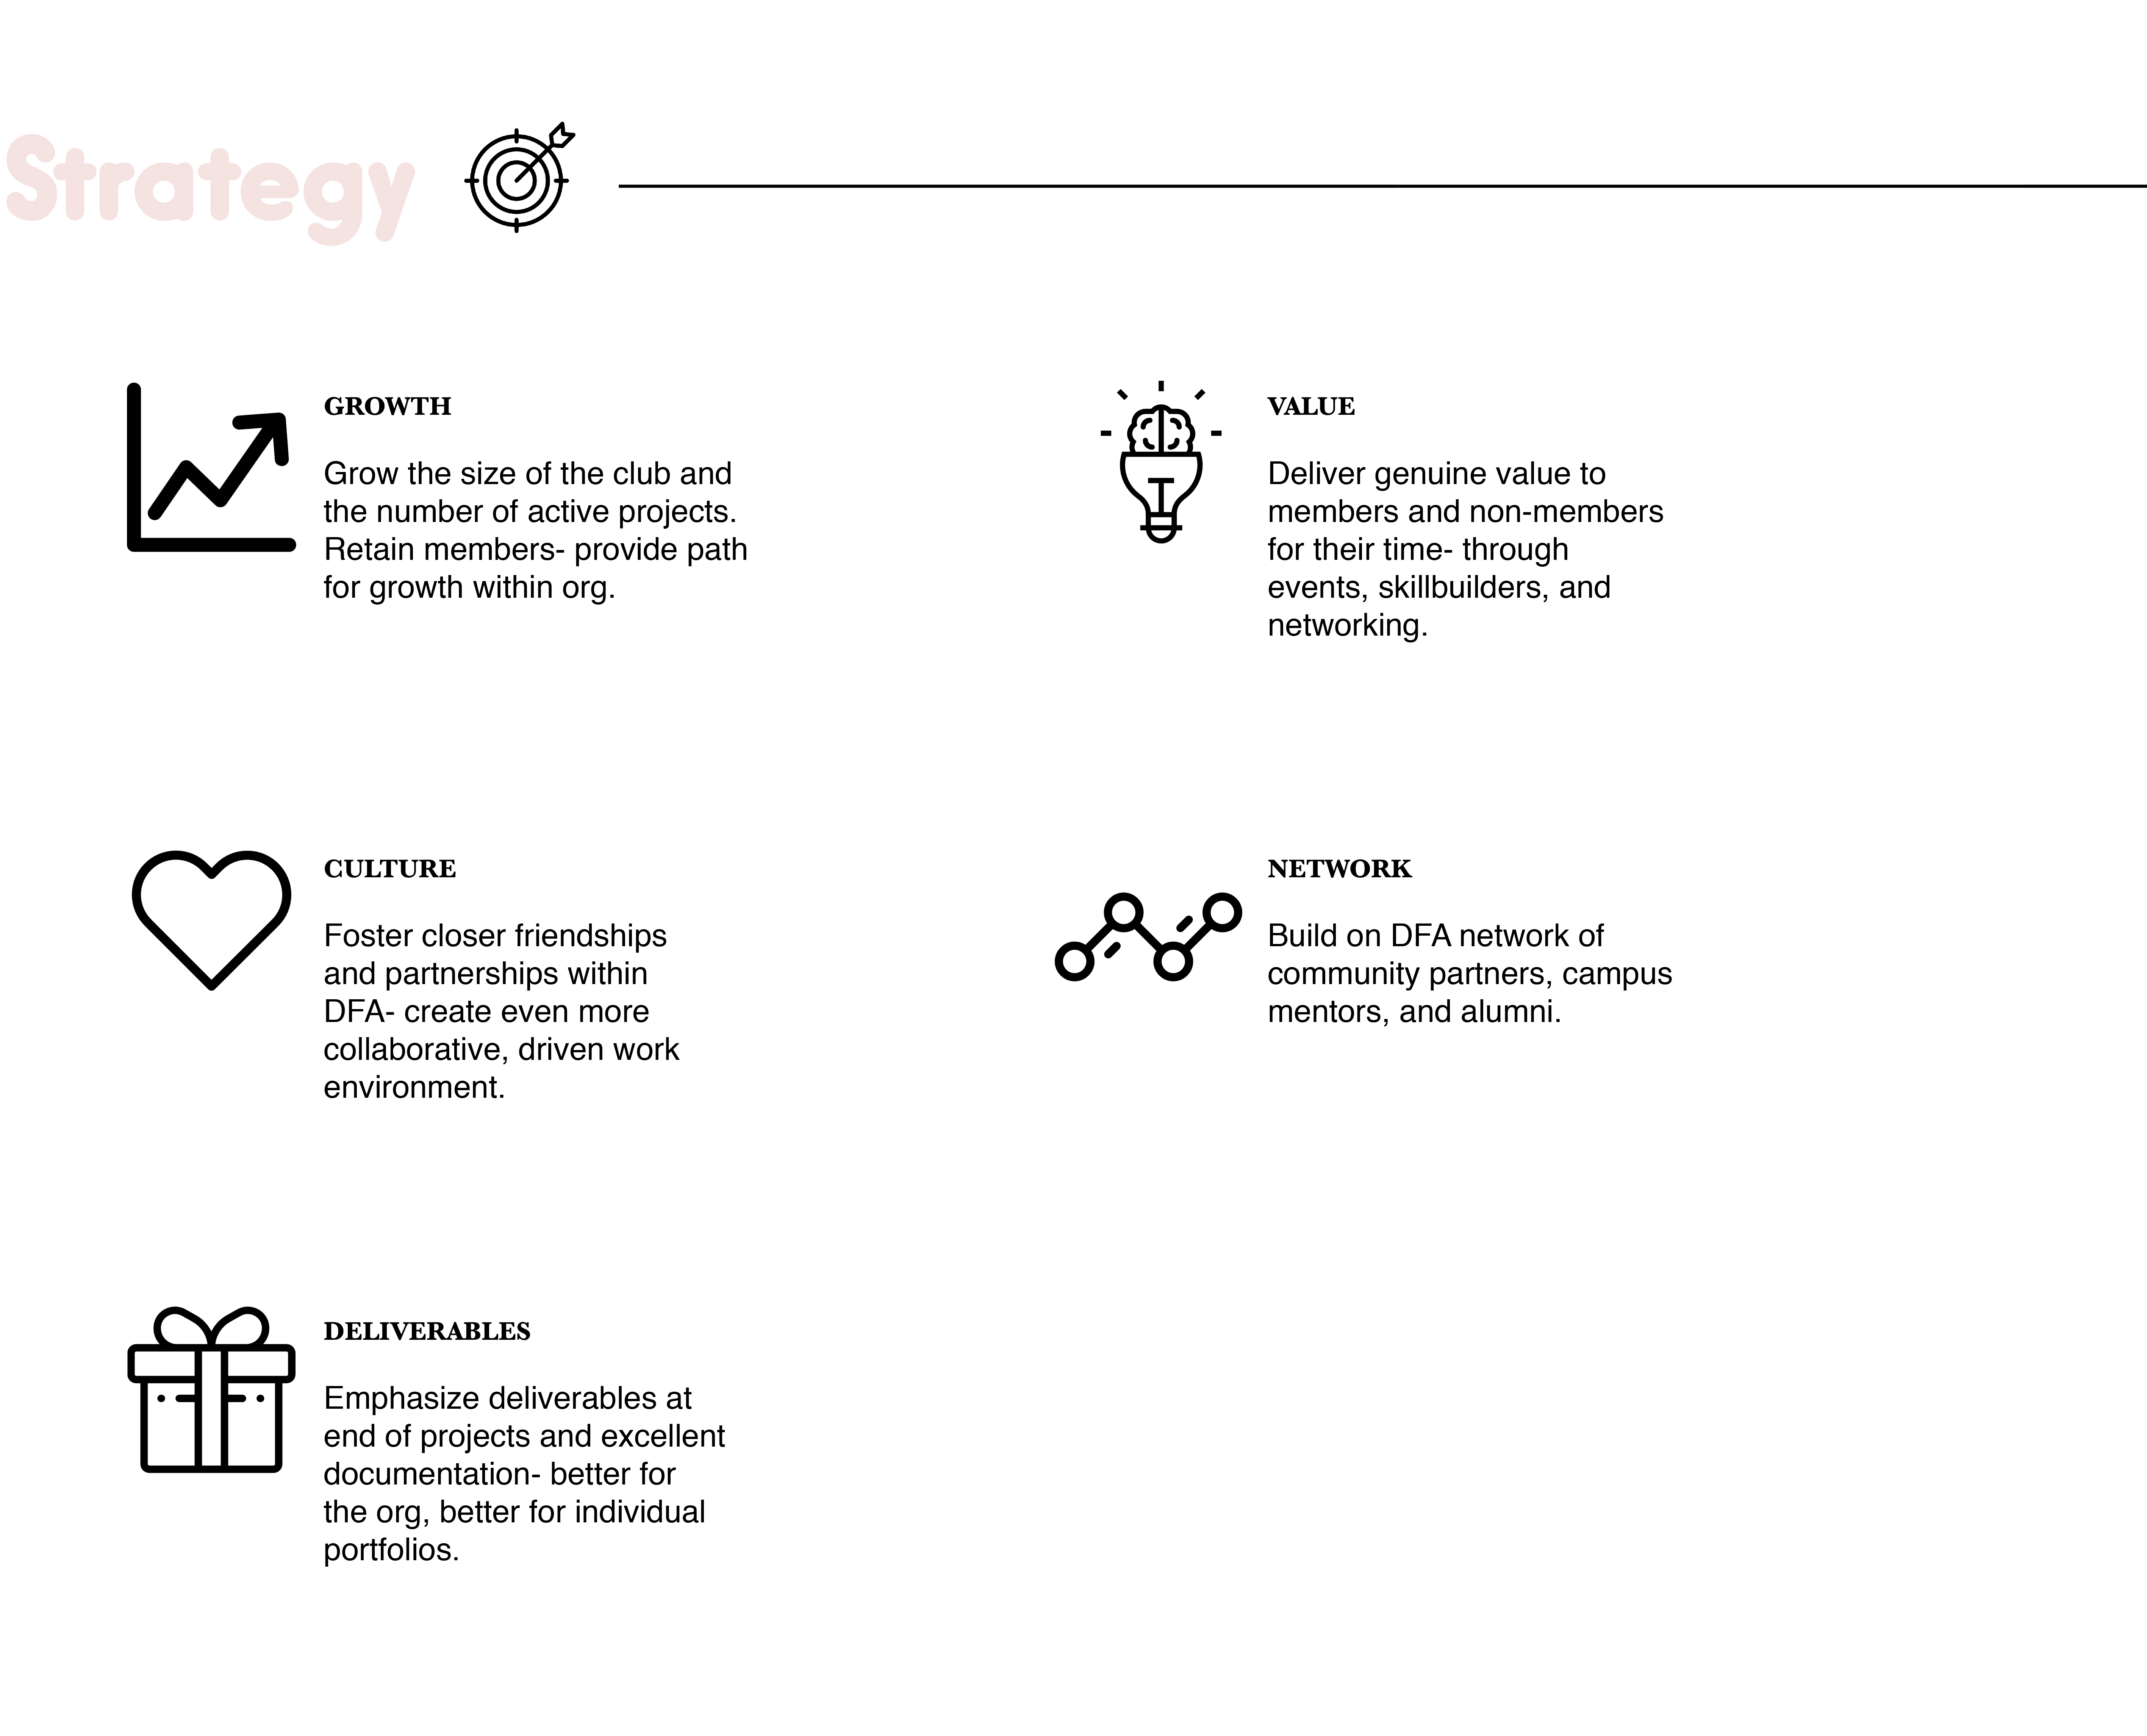 Strategy
GROWTH
Grow the size of the club and
the number of active projects.
Retain members- provide path
for growth within org.
VALUE
Deliver genuine value to
members and non-members
for their time- through
events, skillbuilders, and
networking.
CULTURE
Foster closer friendships
and partnerships within
DFA- create even more
collaborative, driven work
environment.
NETWORK
Build on DFA network of
community partners, campus
mentors, and alumni.
DELIVERABLES
Emphasize deliverables at
end of projects and excellent
documentation- better for
the org, better for individual
portfolios.